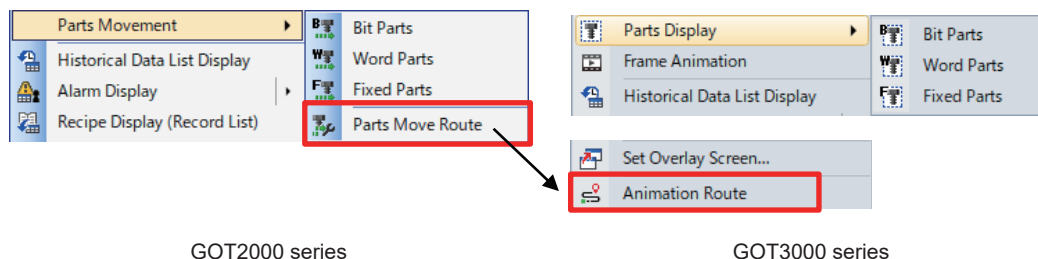 Parts Movement
Historical Data List Display
Alarm Display
Recipe Display (Record List)
B Bit Parts
W Word Parts
F Fixed Parts
Parts Move Route
Parts Display
Frame Animation
Historical Data List Display
B Bit Parts
W Word Parts
F Fixed Parts
Set Overlay Screen...
Animation Route
GOT2000 series
GOT3000 series